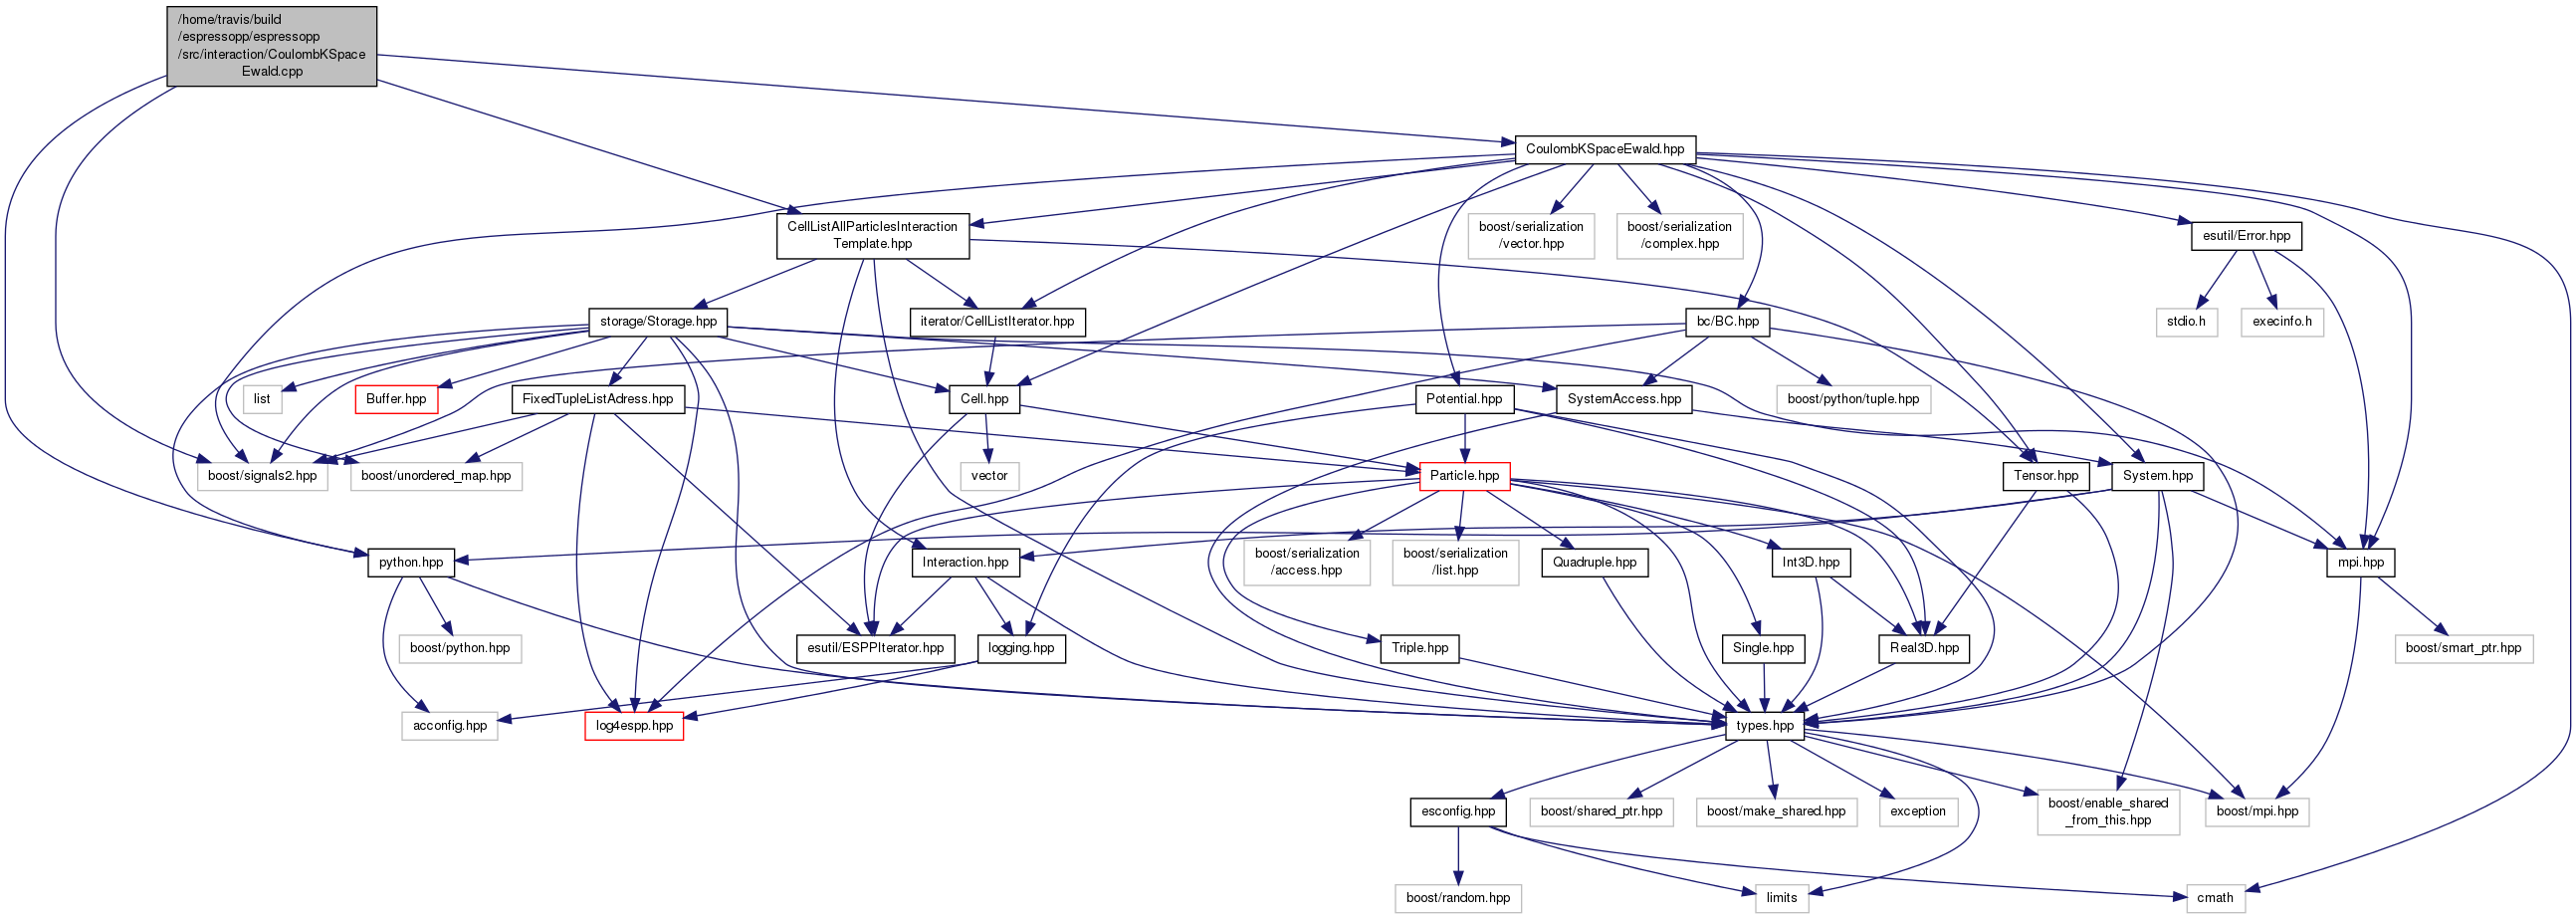 /home/travis/build
/espressopp/espressopp
/src/interaction/CoulombKSpace
Ewald.cpp
CoulombKSpaceEwald.hpp
CellListAllParticlesInteraction
Template.hpp
boost/serialization
/vector.hpp
boost/serialization
/complex.hpp
esutil/Error.hpp
storage/Storage.hpp
iterator/CellListIterator.hpp
bc/BC.hpp
stdio.h
execinfo.h
list
Buffer.hpp
FixedTupleListAdress.hpp
Cell.hpp
Potential.hpp
SystemAccess.hpp
boost/python/tuple.hpp
boost/signals2.hpp
boost/unordered_map.hpp
vector
Particle.hpp
Tensor.hpp
System.hpp
python.hpp
Interaction.hpp
boost/serialization
/access.hpp
boost/serialization
/list.hpp
Quadruple.hpp
Int3D.hpp
mpi.hpp
boost/python.hpp
esutil/ESPPIterator.hpp
logging.hpp
Triple.hpp
Single.hpp
Real3D.hpp
boost/smart_ptr.hpp
acconfig.hpp
log4espp.hpp
types.hpp
esconfig.hpp
boost/shared_ptr.hpp
boost/make_shared.hpp
exception
boost/enable_shared
_from_this.hpp
boost/mpi.hpp
boost/random.hpp
limits
cmath